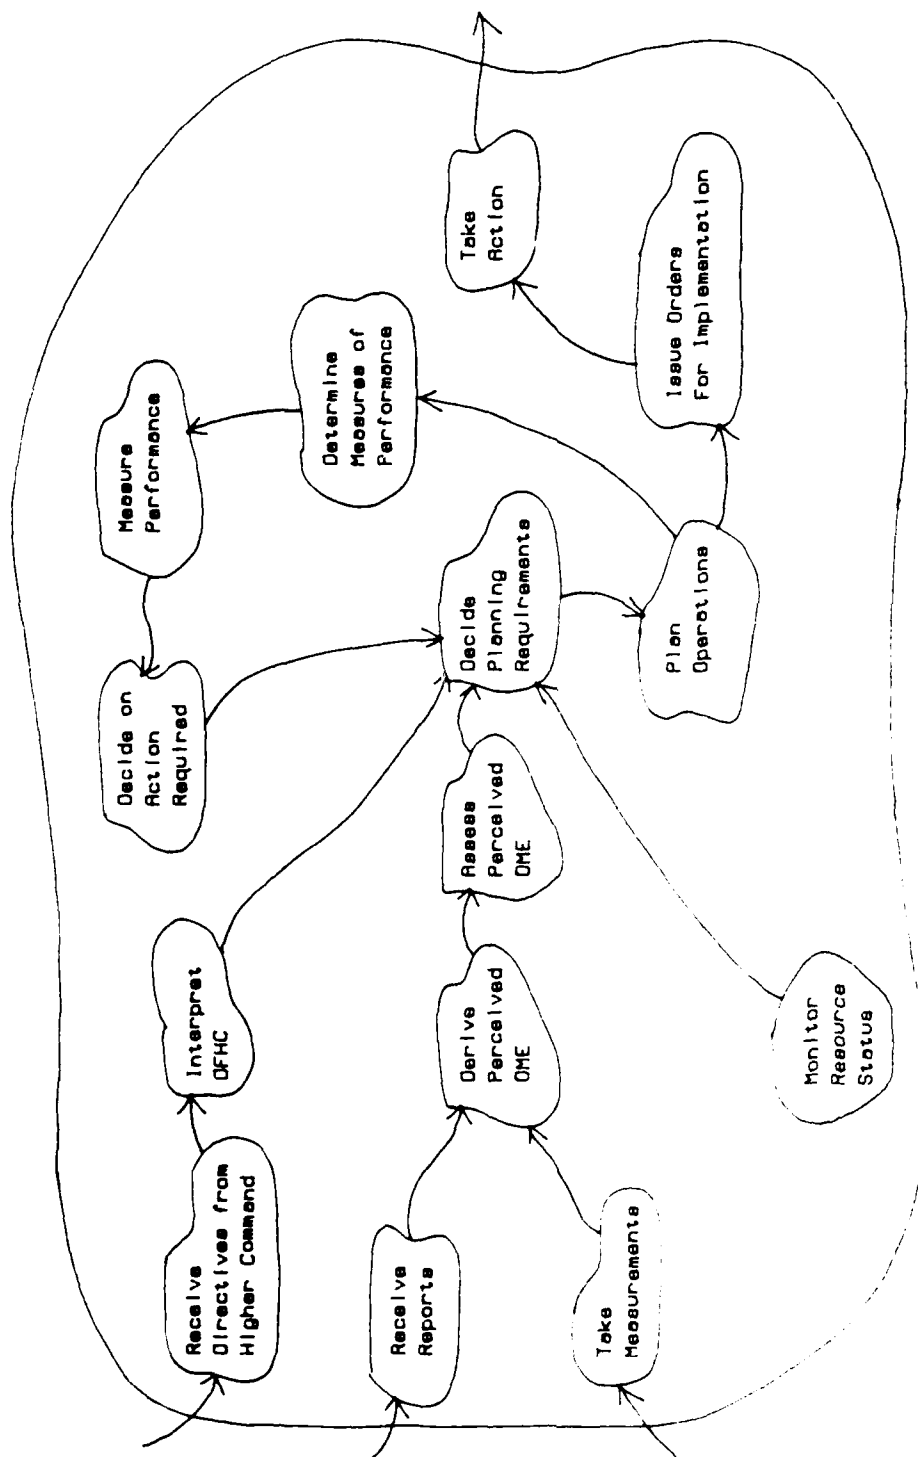 Receive
Directives from
Higher Command
Interpret
DFHC
Decide on
Action
Required
Measure
Performance
Determine
Measures of
Performance
Receive
Reports
Derive
Perceived
DME
Assess
Perceived
DME
Decide
Planning
Requirements
Take
Action
Take
Measurements
Monitor
Resource
Status
Plan
Operations
Issue Orders
For Implementation